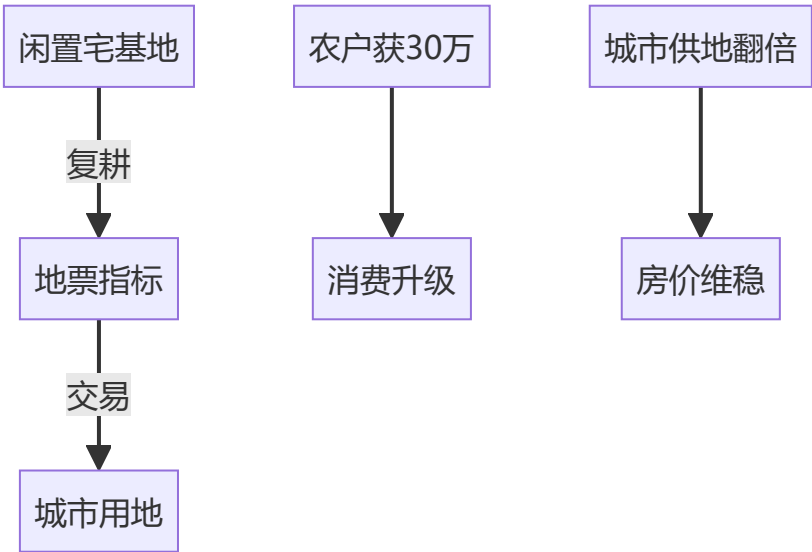 闲置宅基地
农户获30万
城市供地翻倍
复耕
地票指标
消费升级
房价维稳
交易
城市用地